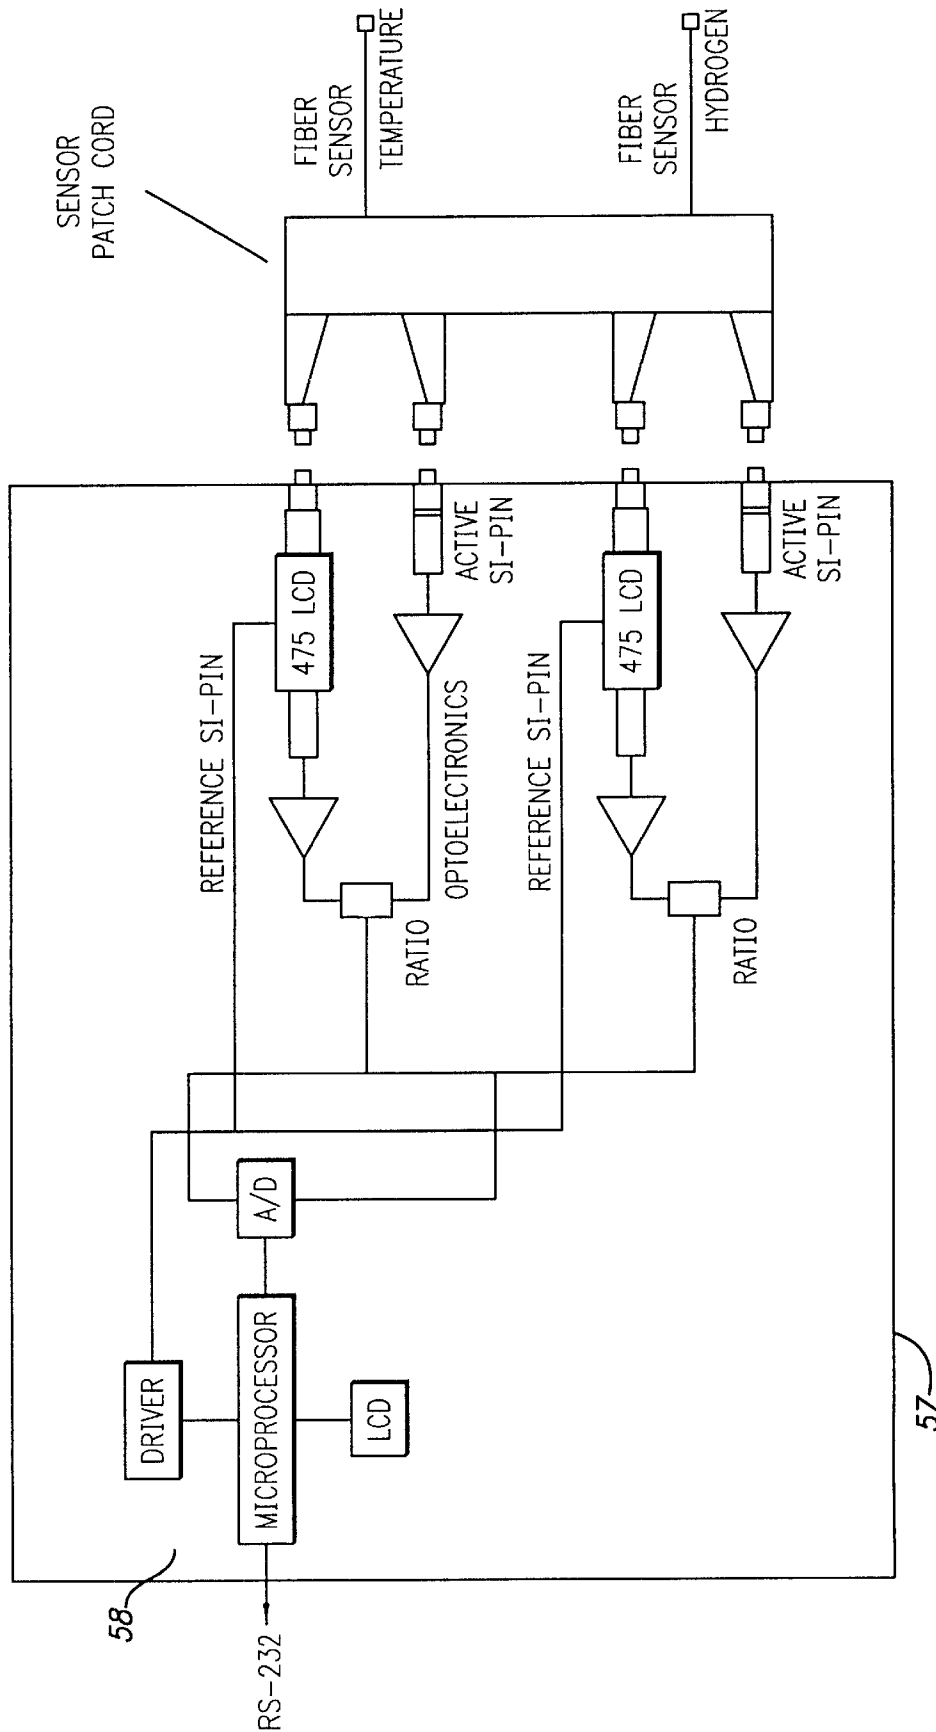 SENSOR
PATCH CORD
FIBER
SENSOR
TEMPERATURE
FIBER
SENSOR
HYDROGEN
REFERENCE SI-PIN
475 LCD
ACTIVE
SI-PIN
OPTOELECTRONICS
RATIO
REFERENCE SI-PIN
475 LCD
ACTIVE
SI-PIN
RATIO
A/D
DRIVER
MICROPROCESSOR
LCD
58
RS-232
57